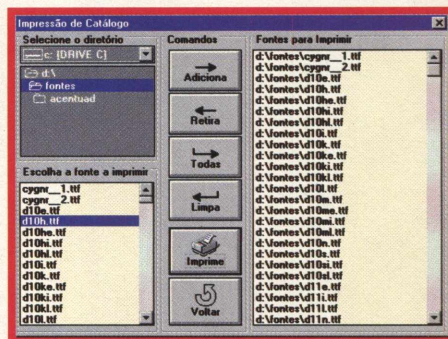 Impressão de Catálogo
Selecione o diretório
c: [DRIVE C]
d:\
fontes
acentuad
Escolha a fonte a imprimir
cygnr__1.ttf
cygnr__2.ttf
d10e.ttf
d10h.ttf
d10he.ttf
d10hi.ttf
d10hl.ttf
d10i.ttf
d10k.ttf
d10ke.ttf
d10ki.ttf
d10kl.ttf
d10l.ttf
Comandos
Adiciona
Retira
Todas
Limpa
Imprime
Voltar
Fontes para Imprimir
d:\fontes\cygnr__1.ttf
d:\fontes\cygnr__2.ttf
d:\fontes\d10e.ttf
d:\fontes\d10h.ttf
d:\fontes\d10he.ttf
d:\fontes\d10hi.ttf
d:\fontes\d10hl.ttf
d:\fontes\d10i.ttf
d:\fontes\d10k.ttf
d:\fontes\d10ke.ttf
d:\fontes\d10ki.ttf
d:\fontes\d10kl.ttf
d:\fontes\d10l.ttf
d:\fontes\d10m.ttf
d:\fontes\d10me.ttf
d:\fontes\d10mi.ttf
d:\fontes\d10ml.ttf
d:\fontes\d10n.ttf
d:\fontes\d10s.ttf
d:\fontes\d10si.ttf
d:\fontes\d10sl.ttf
d:\fontes\d11e.ttf
d:\fontes\d11i.ttf
d:\fontes\d11l.ttf
d:\fontes\d11n.ttf